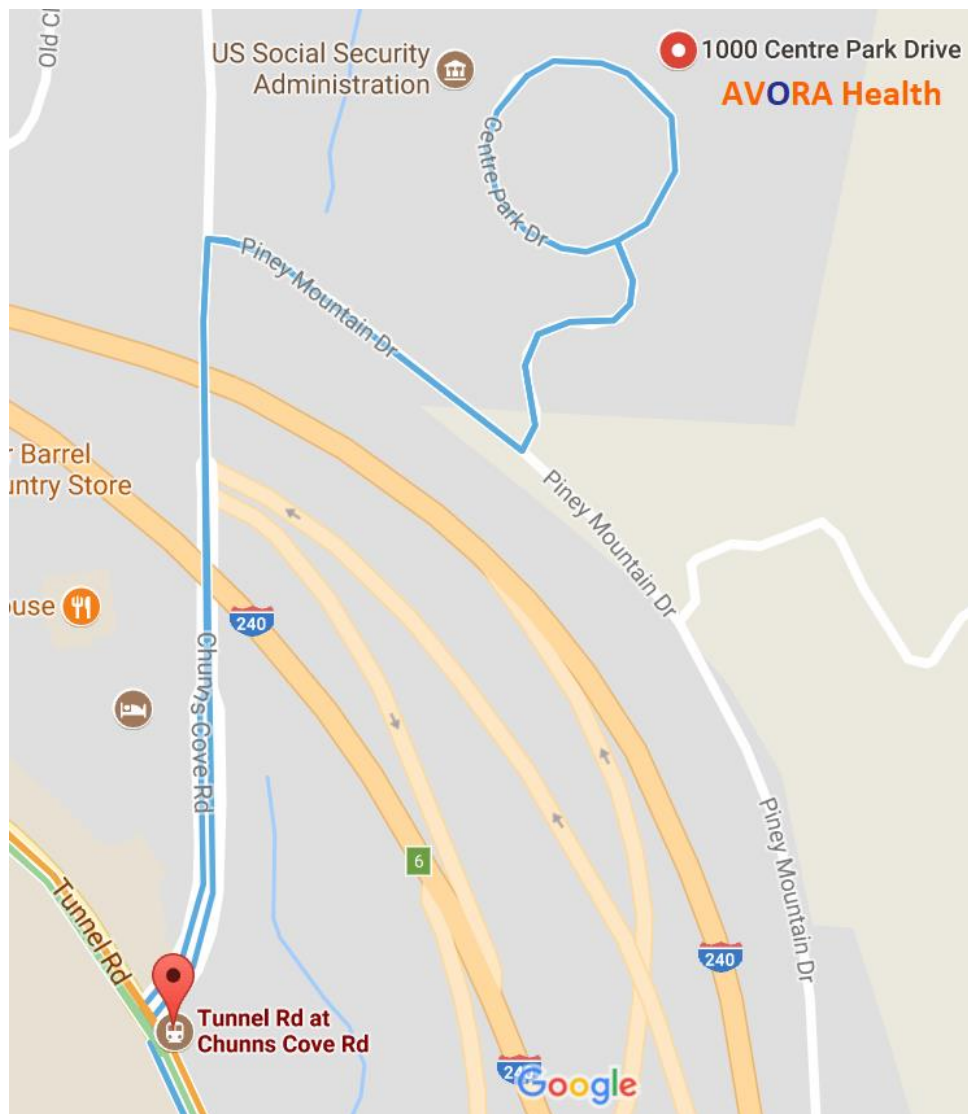 Old Cl
US Social Security
Administration
1000 Centre Park Drive
AVORA Health
Centre Park Dr
Piney Mountain Dr
r Barrel
untry Store
Piney Mountain Dr
ouse
240
Chunns Cove Rd
Piney Mountain Dr
6
Tunnel Rd
240
Tunnel Rd at
Chunns Cove Rd
240
Google